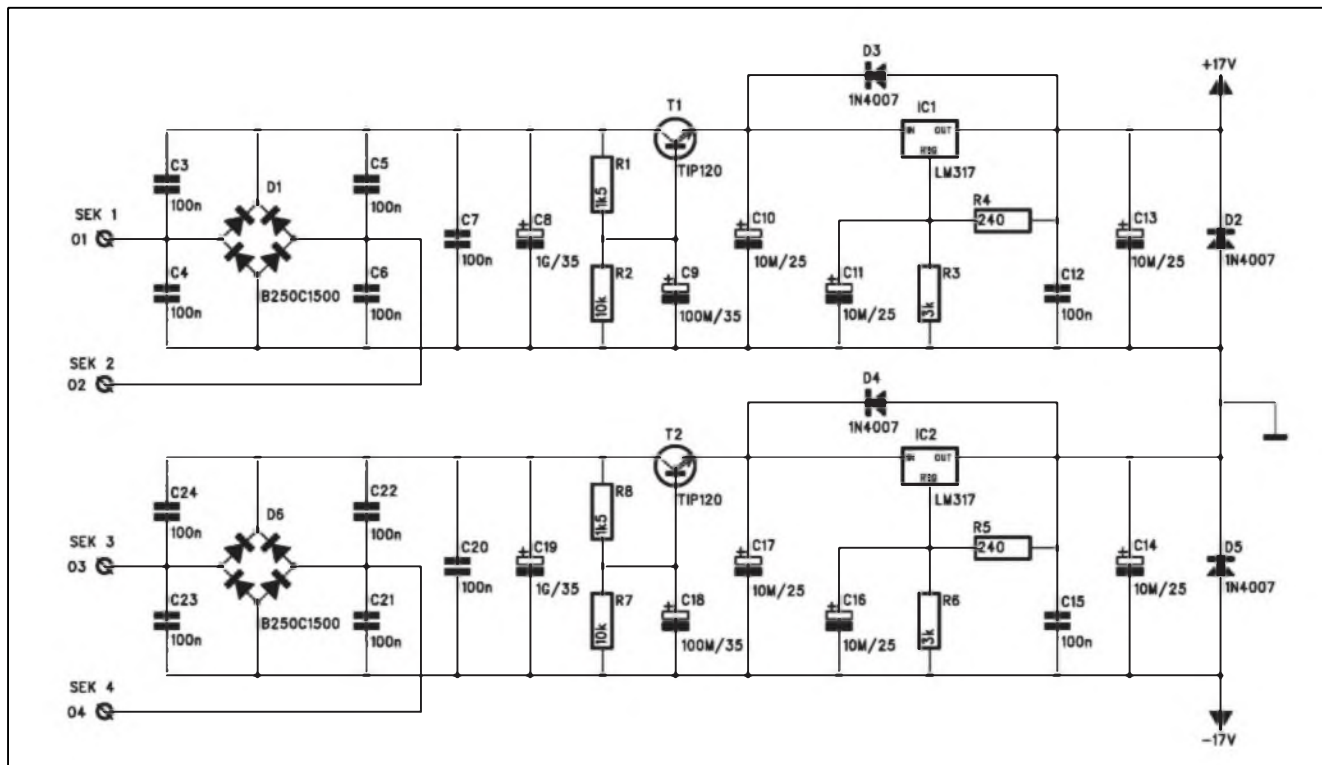 D3
1N4007
+17V
T1
TIP120
IC1
IN OUT
LM317
C3
100n
D1
C5
100n
R1
1k5
R4
240
SEK 1
01
C7
100n
C8
1G/35
C10
10M/25
C13
10M/25
D2
1N4007
C4
100n
B250C1500
C6
100n
R2
10k
C9
100M/35
C11
10M/25
R3
3k
C12
100n
SEK 2
02
D4
1N4007
T2
TIP120
IC2
IN OUT
LM317
C24
100n
D6
C22
100n
R8
1k5
R5
240
SEK 3
03
C20
100n
C19
1G/35
C17
10M/25
C14
10M/25
D5
1N4007
C23
100n
B250C1500
C21
100n
R7
10k
C18
100M/35
C16
10M/25
R6
3k
C15
100n
SEK 4
04
-17V